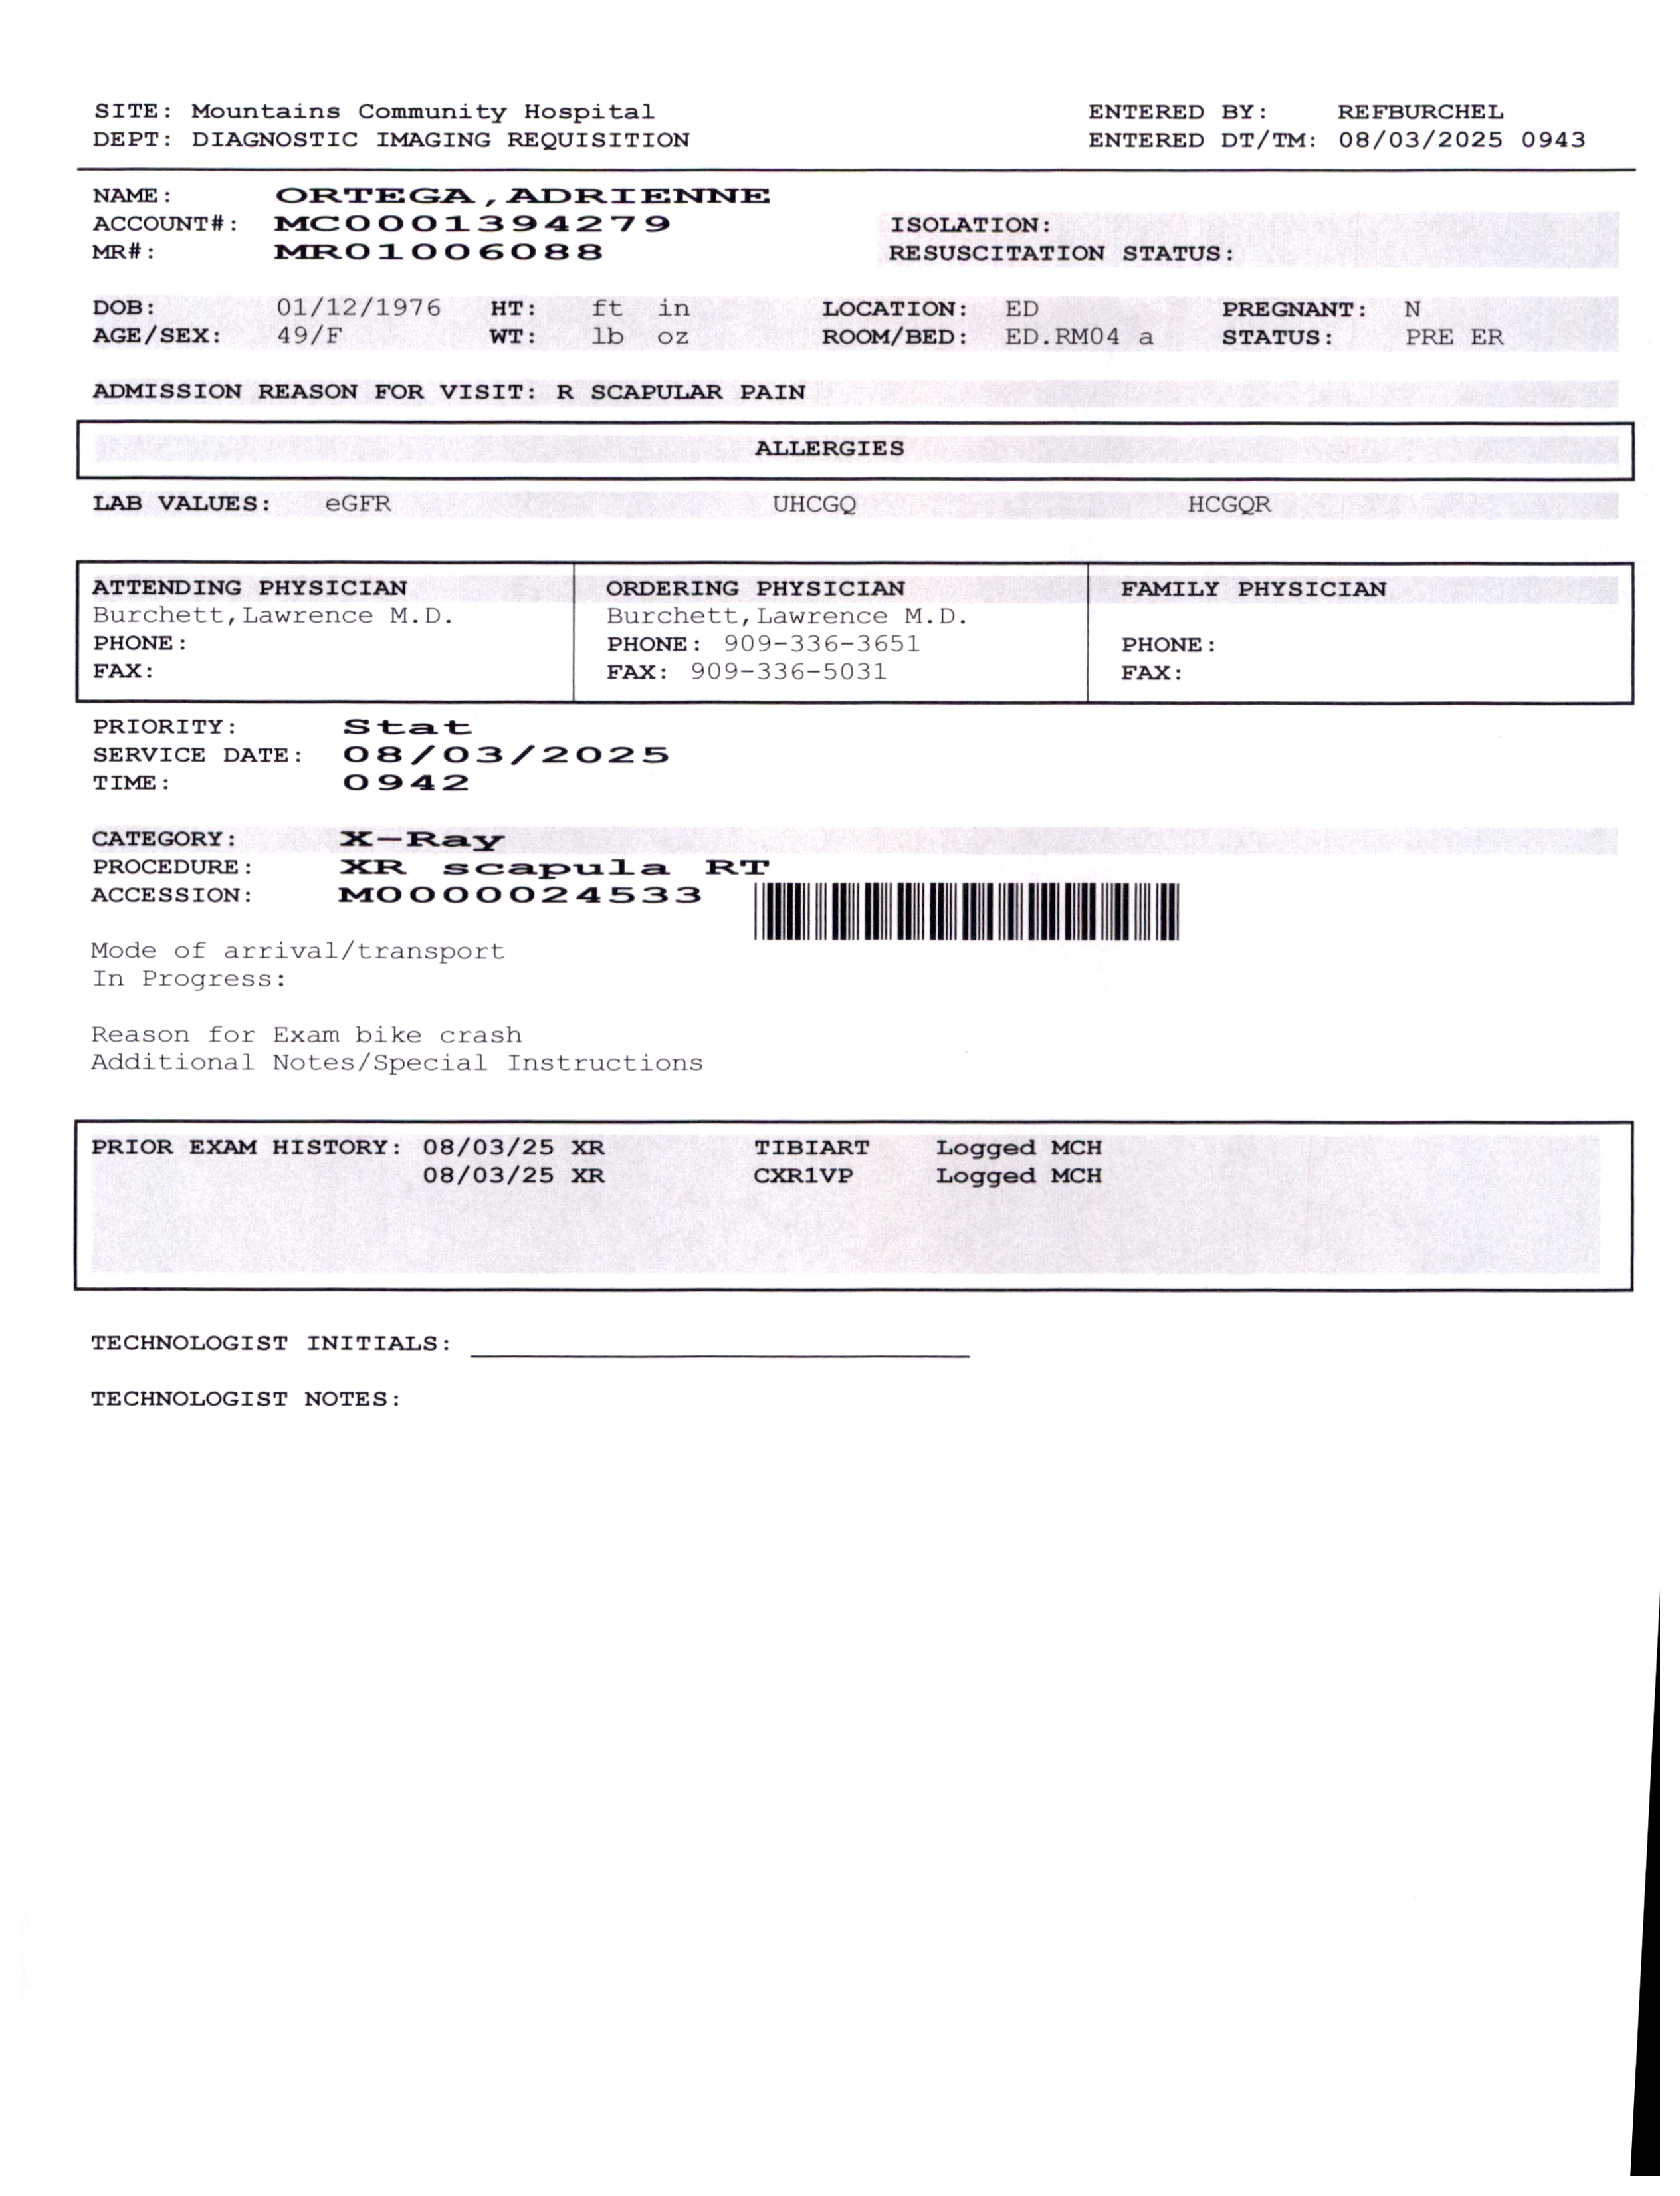 SITE: Mountains Community Hospital ENTERED BY: REFBURCHEL
DEPT: DIAGNOSTIC IMAGING REQUISITION ENTERED DT/TM: 08/03/2025 0943
NAME: ORTEGA,ADRIENNE
ACCOUNT#: MC0001394279 ISOLATION:
MR#: MR01006088 RESUSCITATION STATUS:
DOB: 01/12/1976 HT: ft in LOCATION: ED PREGNANT: N
AGE/SEX: 49/F WT: lb oz ROOM/BED: ED.RM04 a STATUS: PRE ER
ADMISSION REASON FOR VISIT: R SCAPULAR PAIN
ALLERGIES
LAB VALUES: eGFR UHCGQ HCGQR
ATTENDING PHYSICIAN ORDERING PHYSICIAN FAMILY PHYSICIAN
Burchett,Lawrence M.D. Burchett,Lawrence M.D.
PHONE: PHONE: 909-336-3651 PHONE:
FAX: FAX: 909-336-5031 FAX:
PRIORITY: Stat
SERVICE DATE: 08/03/2025
TIME: 0942
CATEGORY: X-Ray
PROCEDURE: XR scapula RT
ACCESSION: M0000024533
Mode of arrival/transport
In Progress:
Reason for Exam bike crash
Additional Notes/Special Instructions
PRIOR EXAM HISTORY: 08/03/25 XR TIBIART Logged MCH
08/03/25 XR CXR1VP Logged MCH
TECHNOLOGIST INITIALS:
TECHNOLOGIST NOTES: